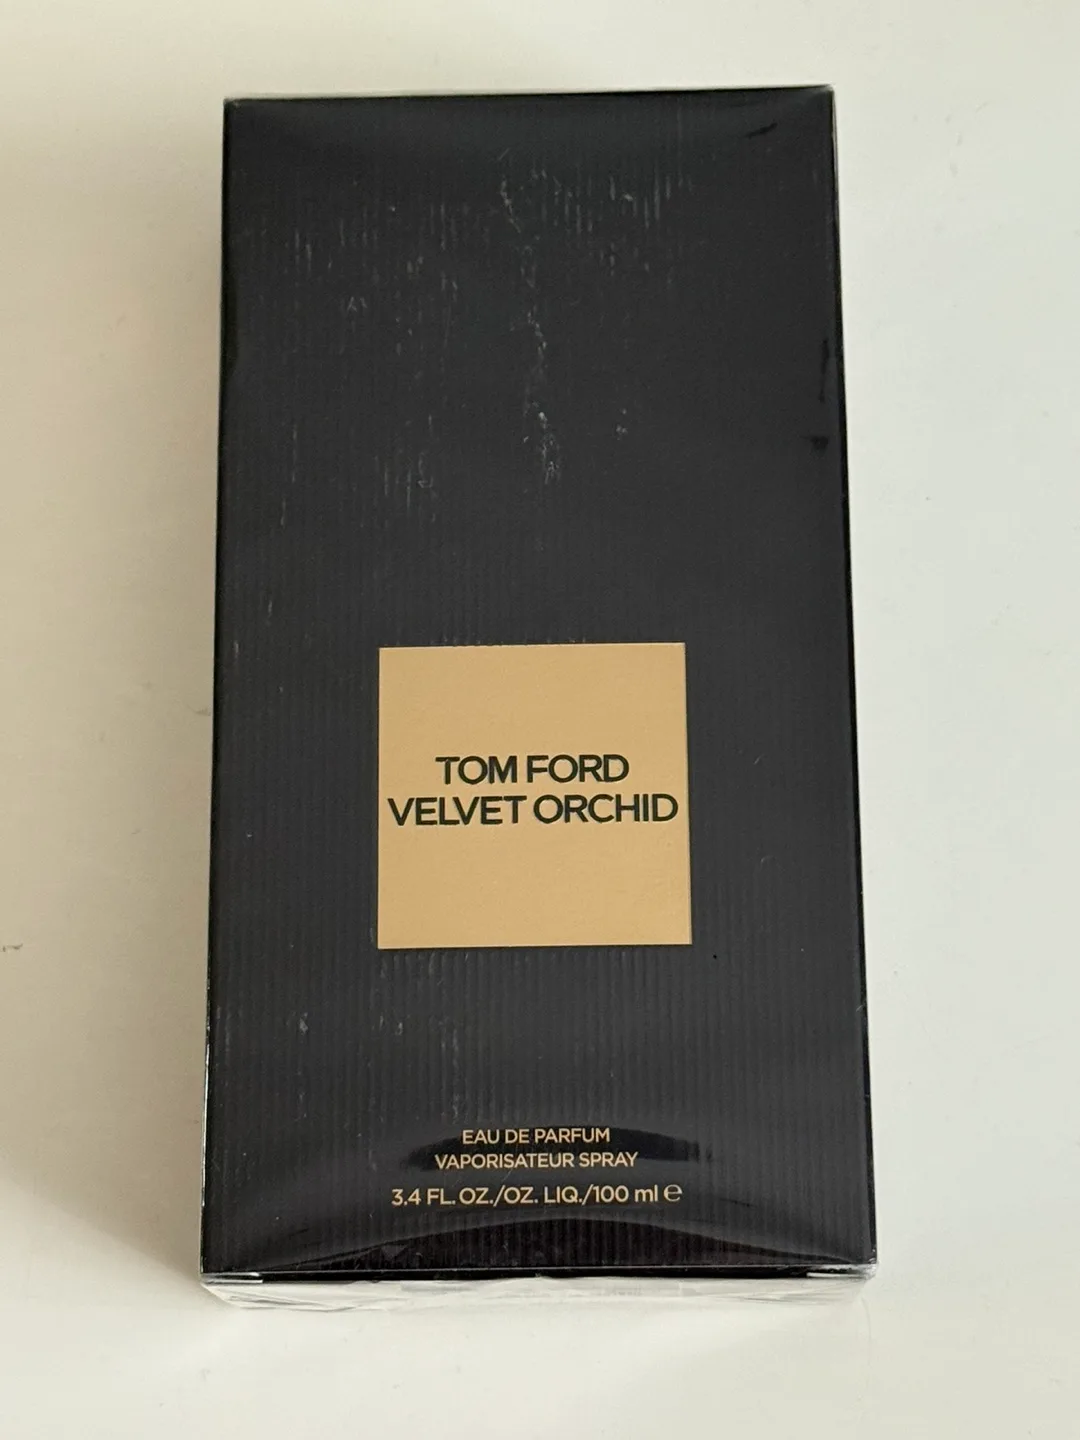 TOM FORD
VELVET ORCHID
EAU DE PARFUM
VAPORISATEUR SPRAY
3.4 FL. OZ./OZ. LIQ./100 ml ℮